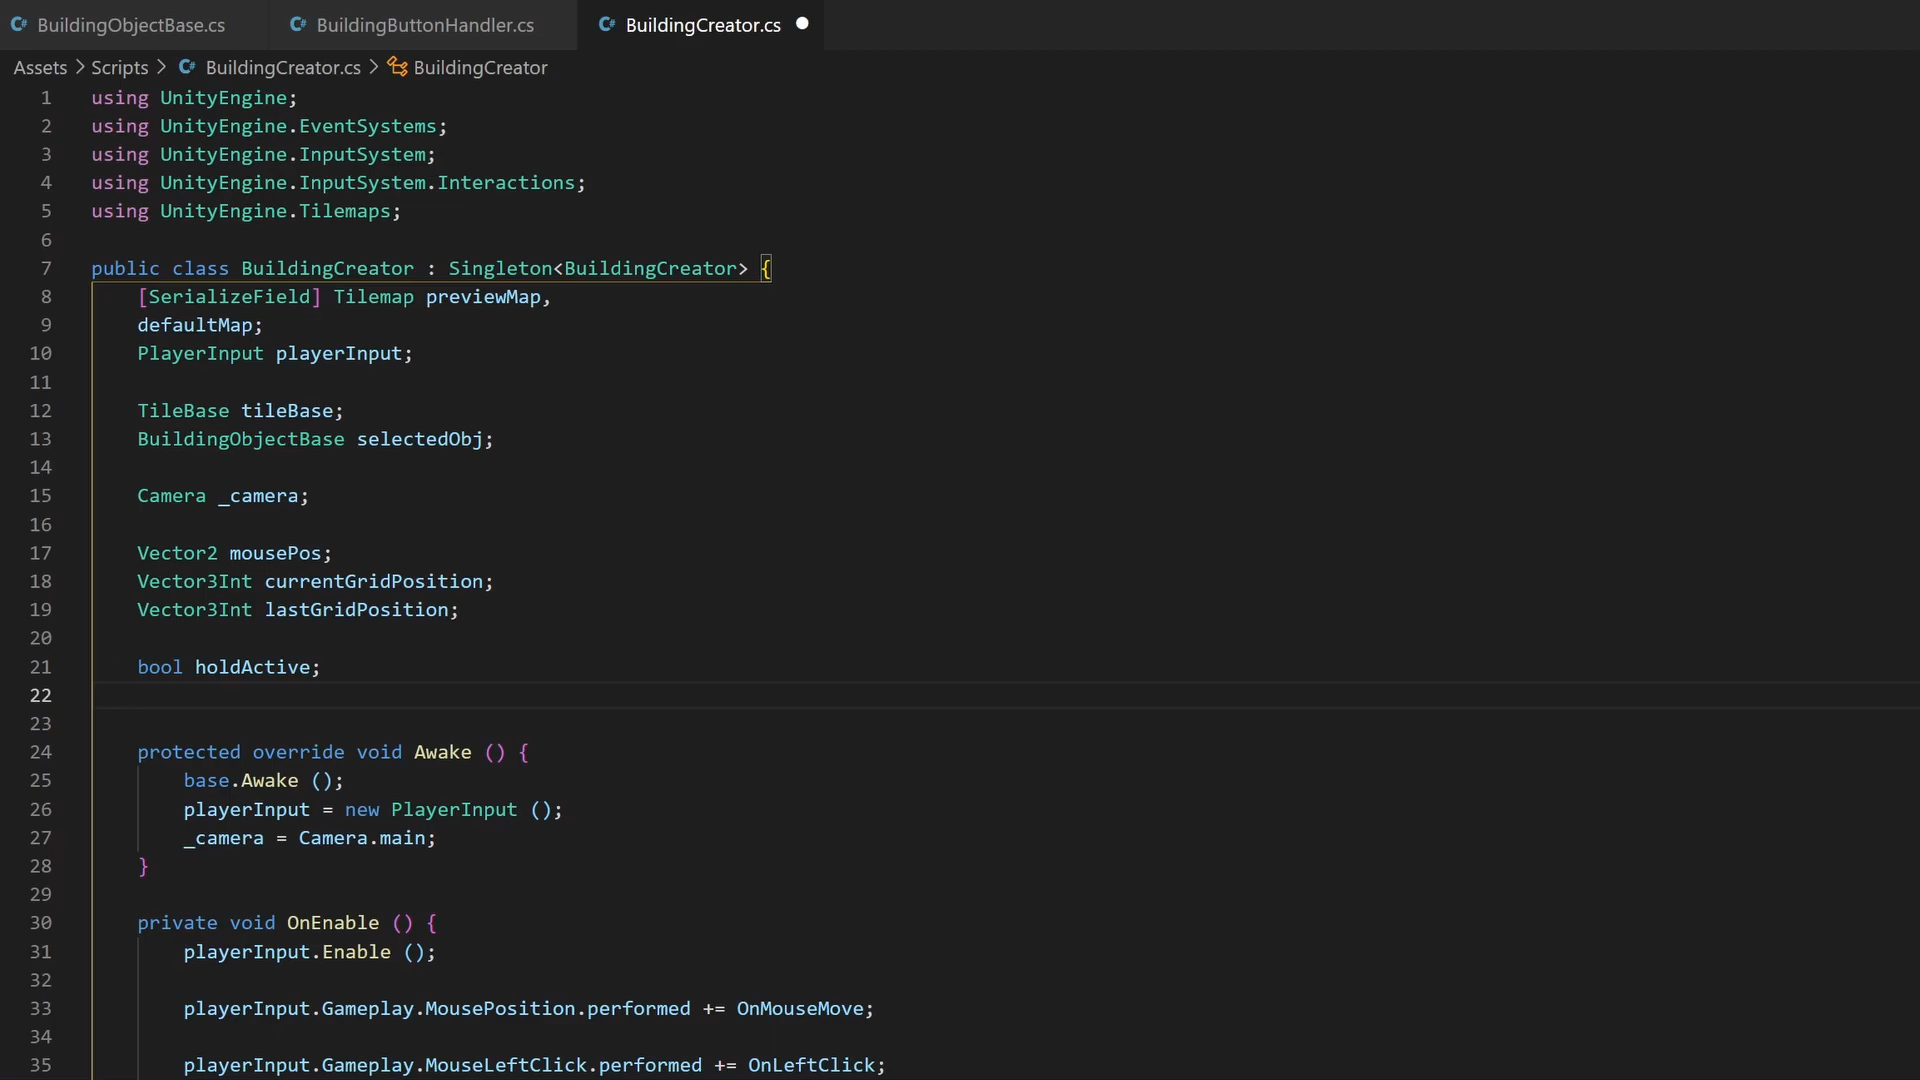 BuildingObjectBase.cs BuildingButtonHandler.cs BuildingCreator.cs
Assets > Scripts > BuildingCreator.cs > BuildingCreator
1 using UnityEngine;
2 using UnityEngine.EventSystems;
3 using UnityEngine.InputSystem;
4 using UnityEngine.InputSystem.Interactions;
5 using UnityEngine.Tilemaps;
6
7 public class BuildingCreator : Singleton<BuildingCreator> {
8 [SerializeField] Tilemap previewMap,
9 defaultMap;
10 PlayerInput playerInput;
11
12 TileBase tileBase;
13 BuildingObjectBase selectedObj;
14
15 Camera _camera;
16
17 Vector2 mousePos;
18 Vector3Int currentGridPosition;
19 Vector3Int lastGridPosition;
20
21 bool holdActive;
22
23
24 protected override void Awake () {
25 base.Awake ();
26 playerInput = new PlayerInput ();
27 _camera = Camera.main;
28 }
29
30 private void OnEnable () {
31 playerInput.Enable ();
32
33 playerInput.Gameplay.MousePosition.performed += OnMouseMove;
34
35 playerInput.Gameplay.MouseLeftClick.performed += OnLeftClick;